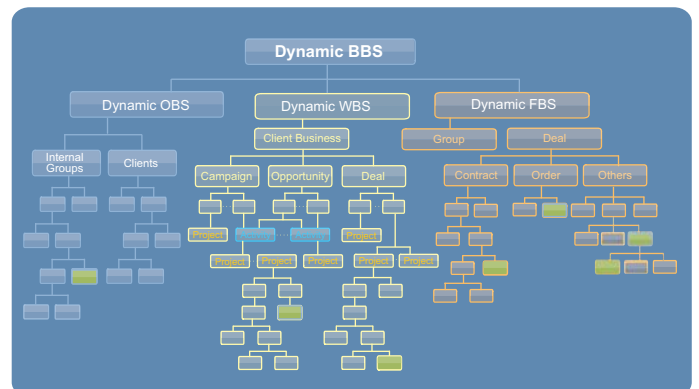 Dynamic BBS
Dynamic OBS
Dynamic WBS
Dynamic FBS
Client Business
Group
Deal
Internal
Groups
Clients
Campaign
Opportunity
Deal
Contract
Order
Others
Project
Project
Project
Project
Project
Project
Project